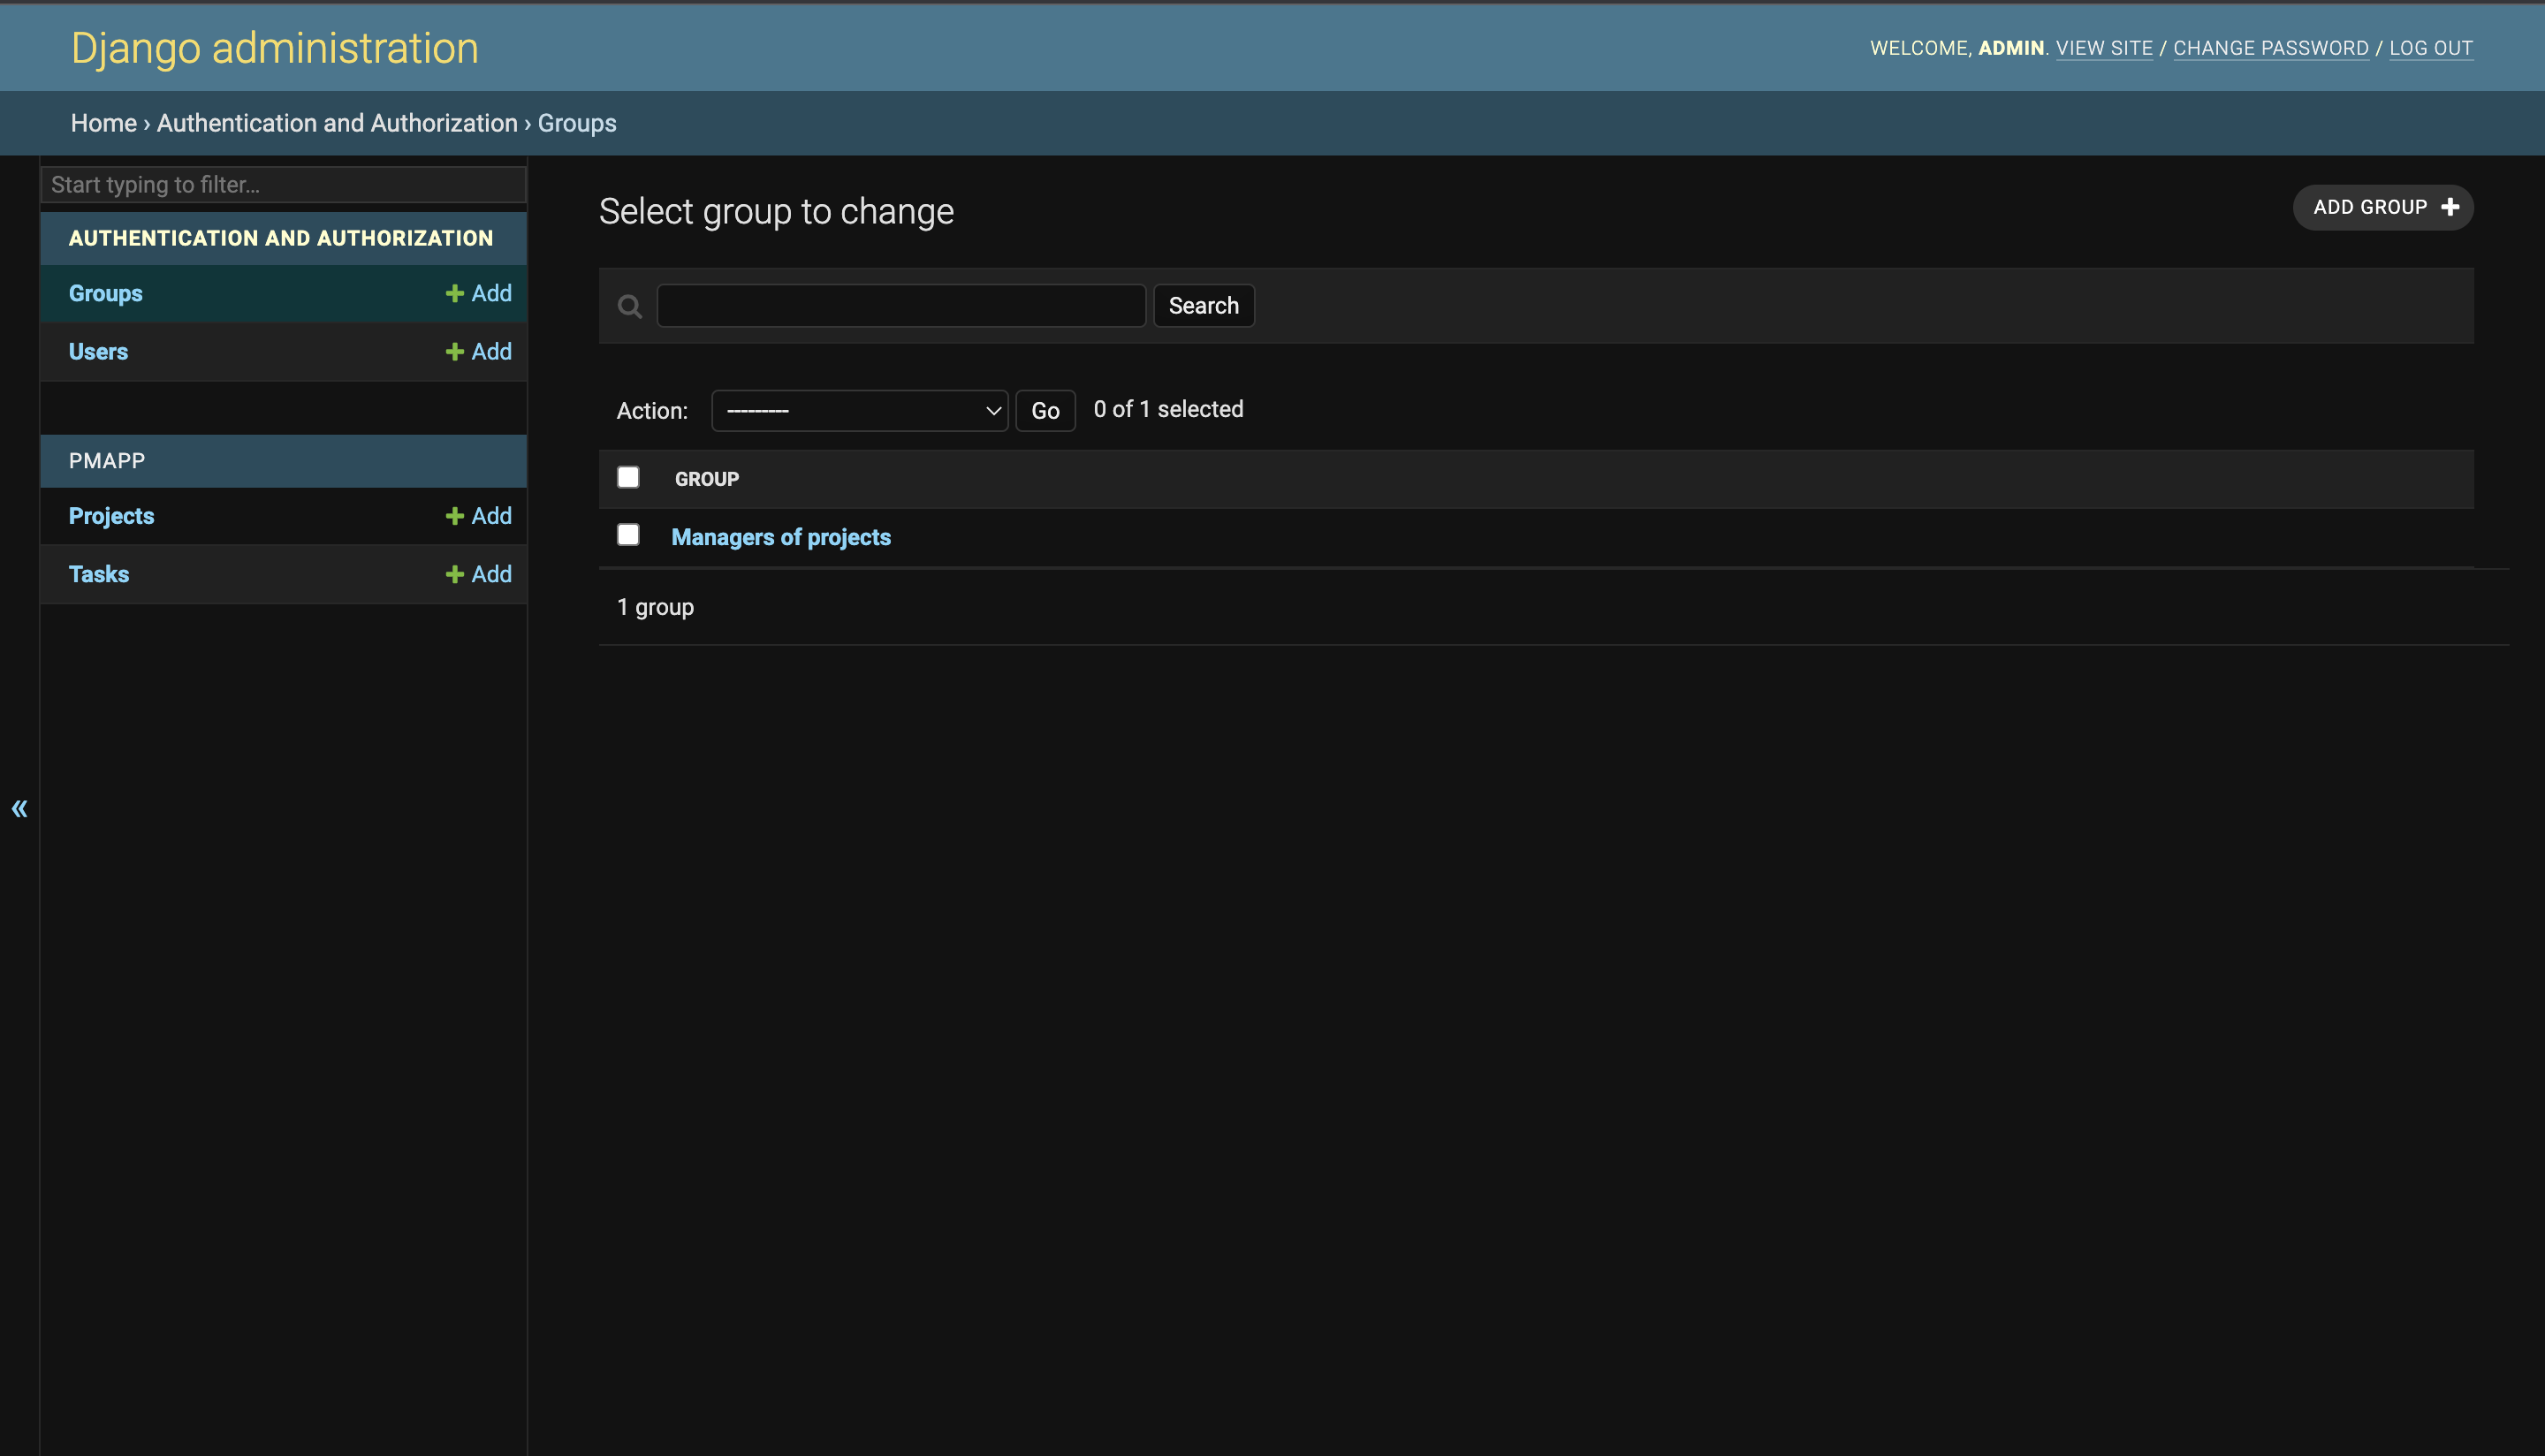 Django administration
WELCOME, ADMIN. VIEW SITE / CHANGE PASSWORD / LOG OUT
Home › Authentication and Authorization › Groups
Start typing to filter...
AUTHENTICATION AND AUTHORIZATION
Groups + Add
Users + Add
PMAPP
Projects + Add
Tasks + Add
«
Select group to change
ADD GROUP +
Search
Action: --------- Go 0 of 1 selected
GROUP
Managers of projects
1 group